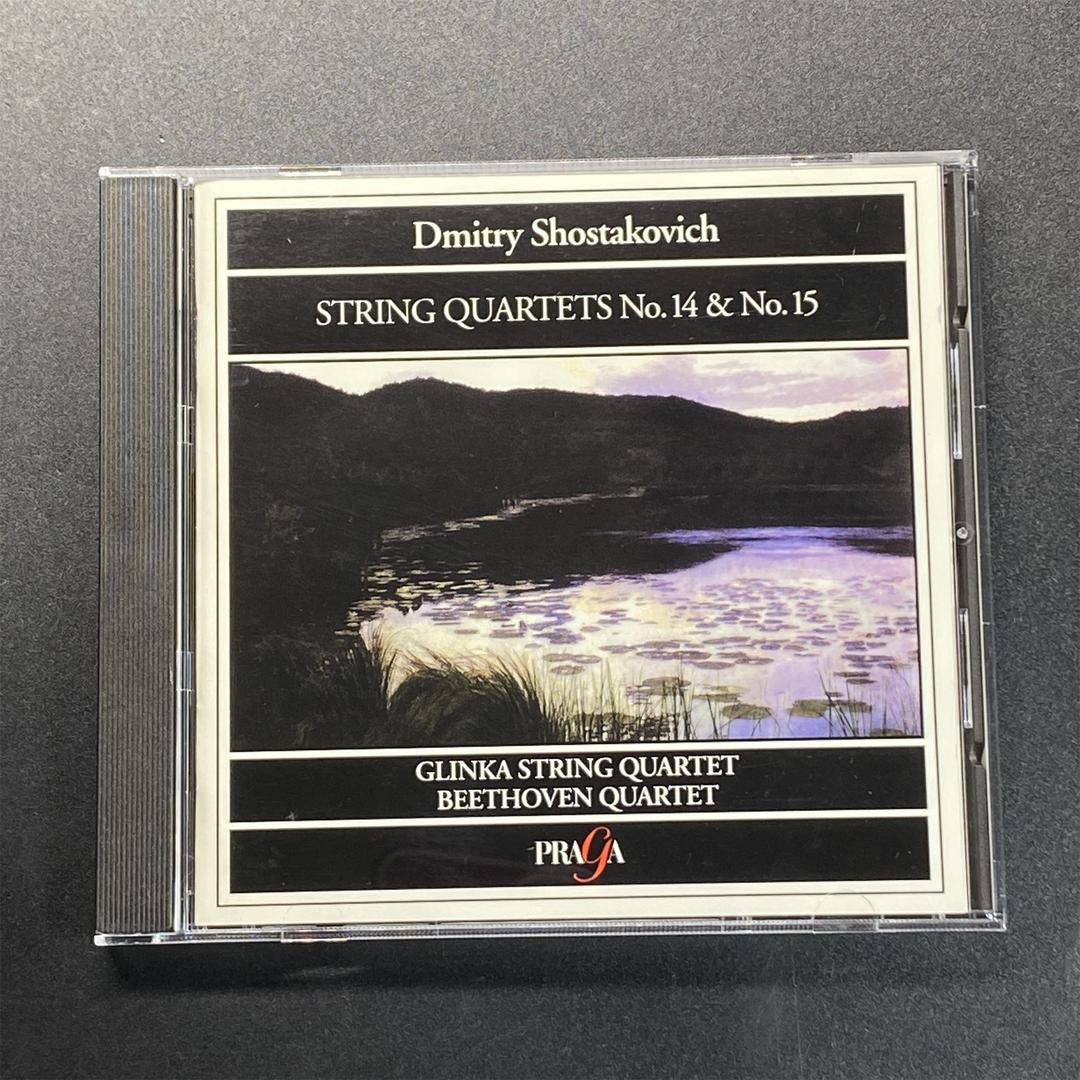 Dmitry Shostakovich
STRING QUARTETS No. 14 & No. 15
GLINKA STRING QUARTET
BEETHOVEN QUARTET
PRAGA